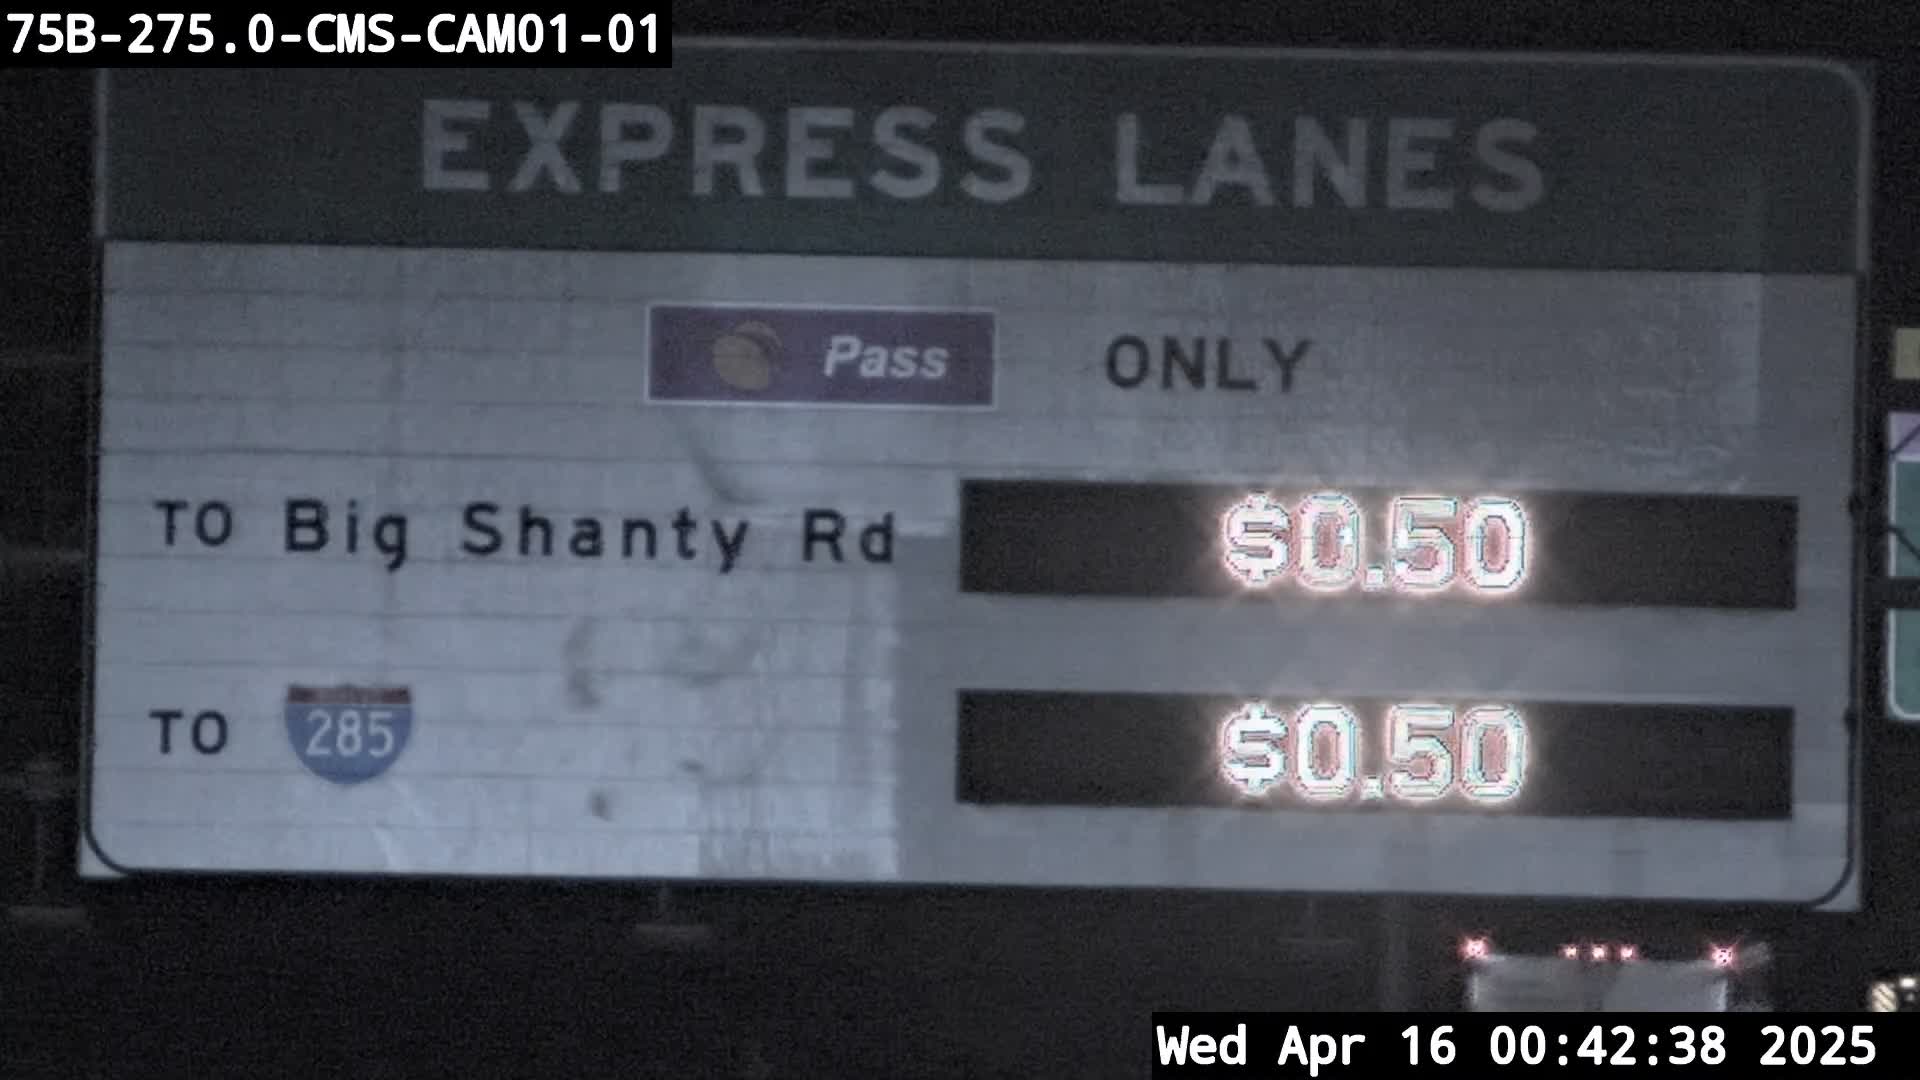 75B-275.0-CMS-CAM01-01
EXPRESS LANES
Pass ONLY
TO Big Shanty Rd $0.50
TO 285 $0.50
Wed Apr 16 00:42:38 2025